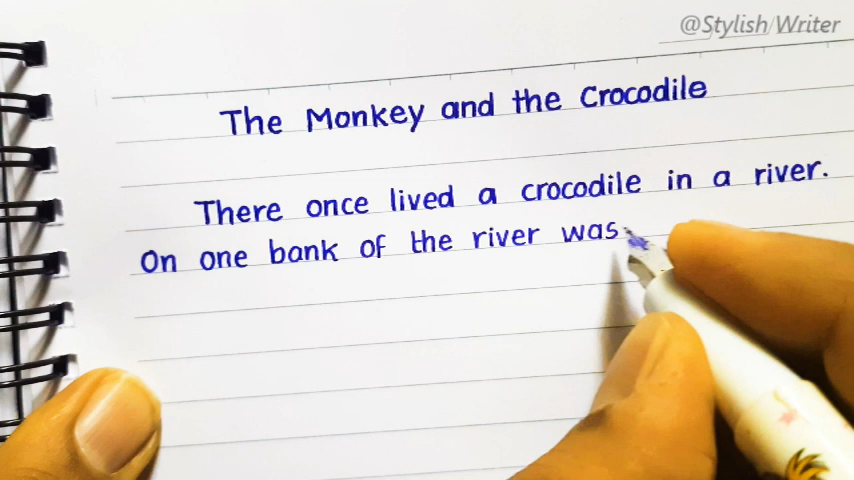 @Stylish Writer
The Monkey and the Crocodile
There once lived a crocodile in a river.
On one bank of the river was